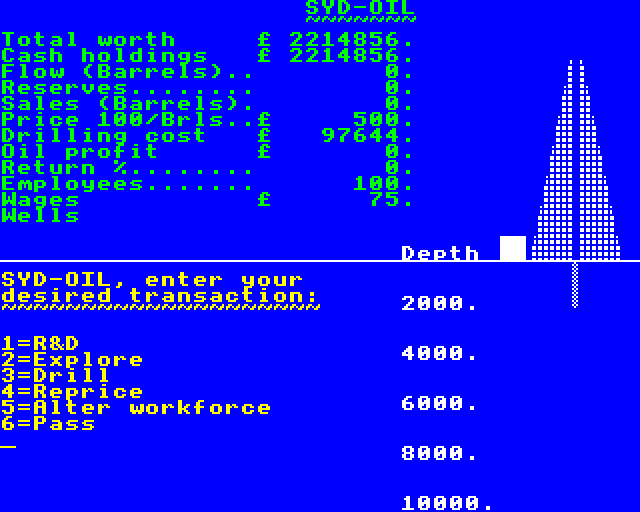 SYD-OIL
Total worth £ 2214856.
Cash holdings £ 2214856.
Flow (Barrels).. 0.
Reserves........ 0.
Sales (Barrels). 0.
Price 100/Brls..£ 500.
Drilling cost £ 97644.
Oil profit £ 0.
Return %........ 0.
Employees....... 100.
Wages £ 75.
Wells
Depth
SYD-OIL, enter your
desired transaction:
1=R&D
2=Explore
3=Drill
4=Reprice
5=Alter workforce
6=Pass
_
2000.
4000.
6000.
8000.
10000.